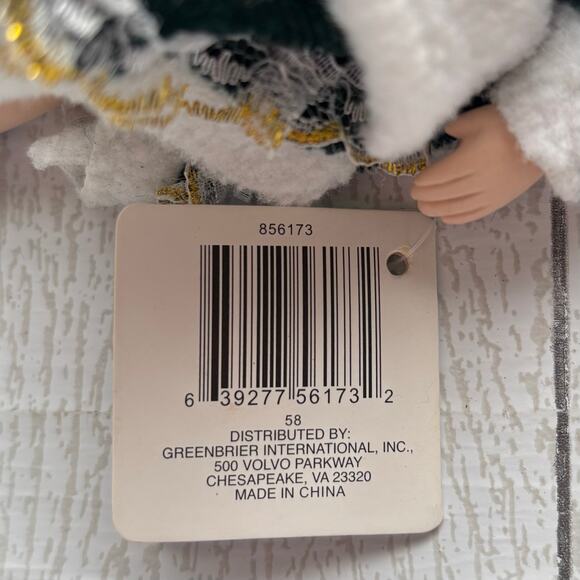 856173
6 39277 56173 2
58
DISTRIBUTED BY:
GREENBRIER INTERNATIONAL, INC.,
500 VOLVO PARKWAY
CHESAPEAKE, VA 23320
MADE IN CHINA